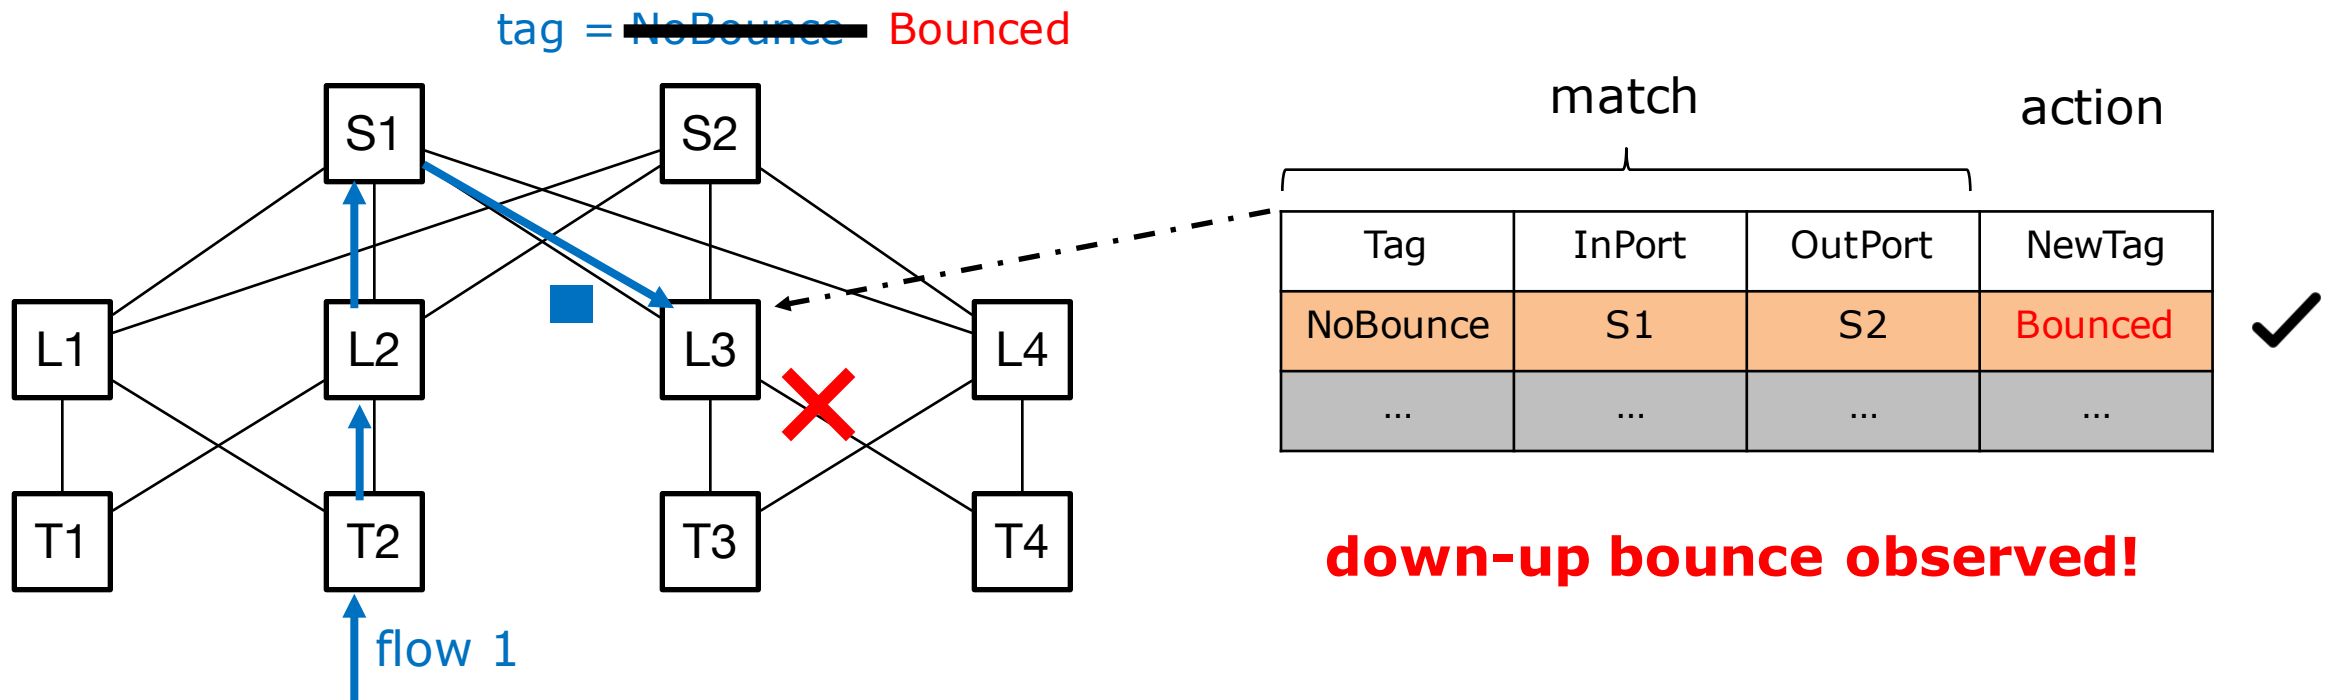 tag = NoBounce Bounced
match
action
S1
S2
Tag InPort OutPort NewTag
NoBounce S1 S2 Bounced
... ... ... ...
L1
L2
L3
L4
T1
T2
T3
T4
down-up bounce observed!
flow 1